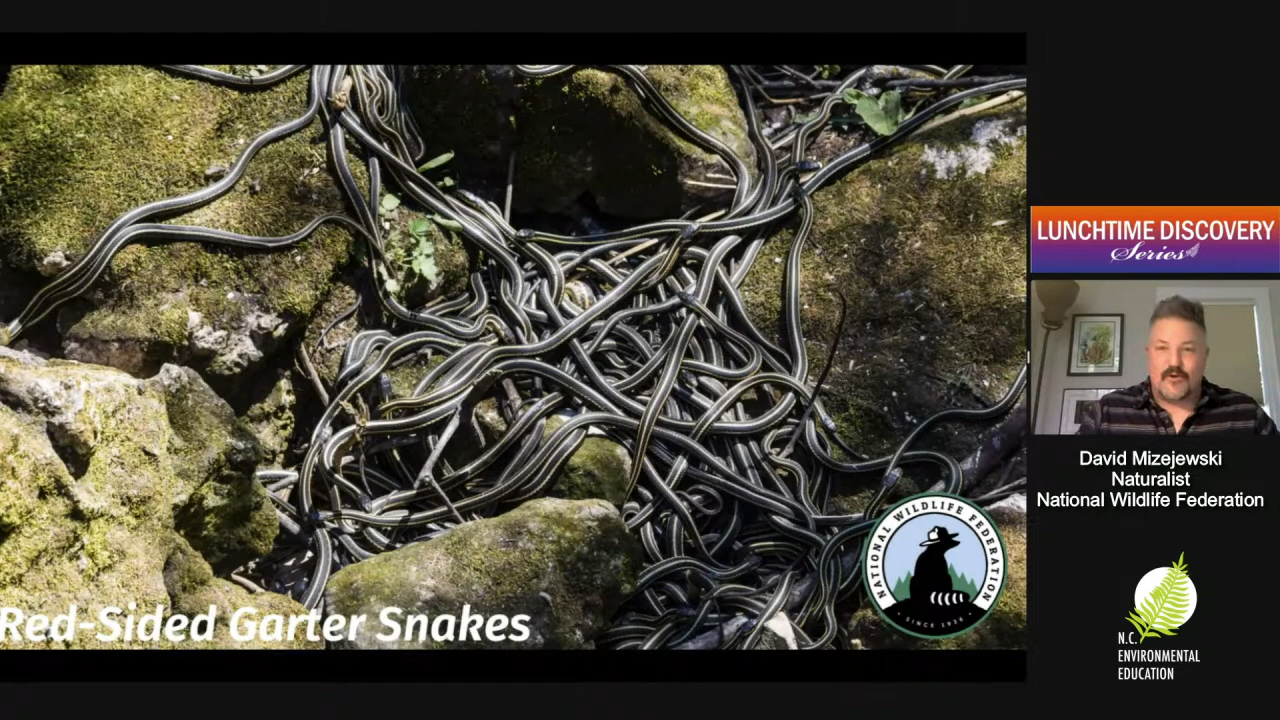 Red-Sided Garter Snakes
NATIONAL WILDLIFE FEDERATION
SINCE 1936
LUNCHTIME DISCOVERY
Series
David Mizejewski
Naturalist
National Wildlife Federation
N.C.
ENVIRONMENTAL
EDUCATION